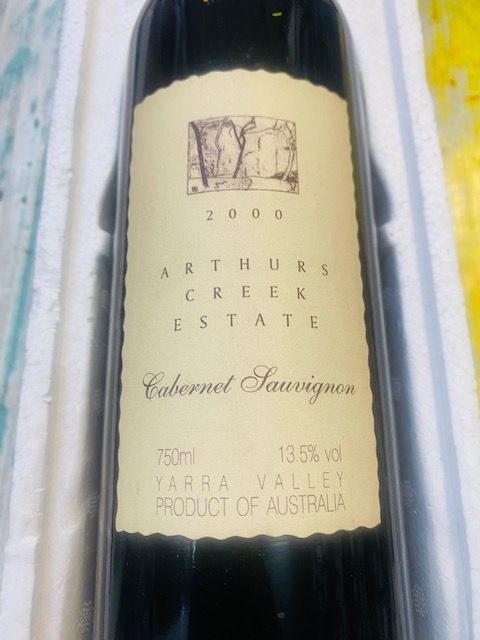 2000
ARTHURS
CREEK
ESTATE
Cabernet Sauvignon
750ml 13.5% vol
YARRA VALLEY
PRODUCT OF AUSTRALIA